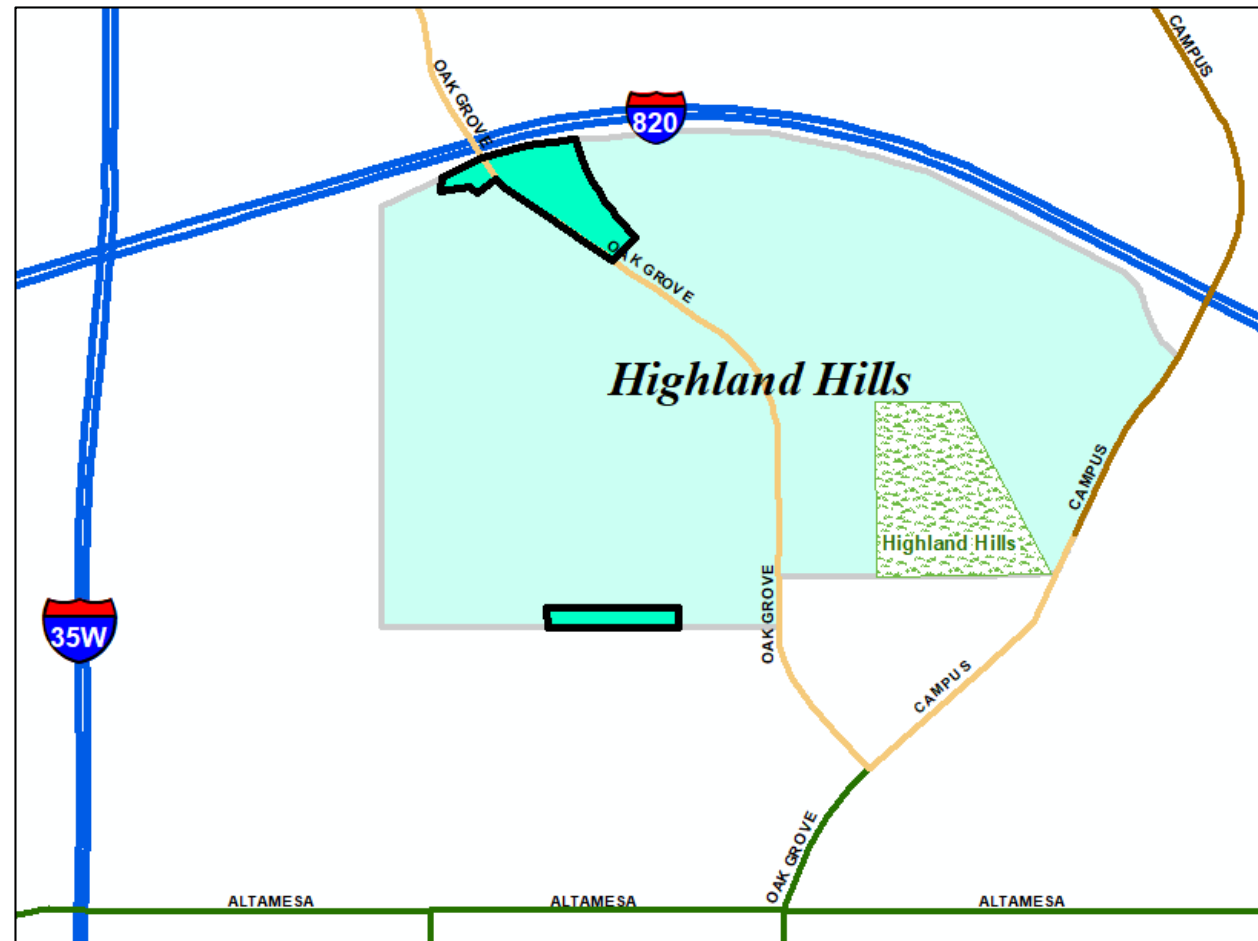 CAMPUS
OAK GROVE
820
OAK GROVE
Highland Hills
CAMPUS
Highland Hills
OAK GROVE
35W
CAMPUS
OAK GROVE
ALTAMESA
ALTAMESA
ALTAMESA